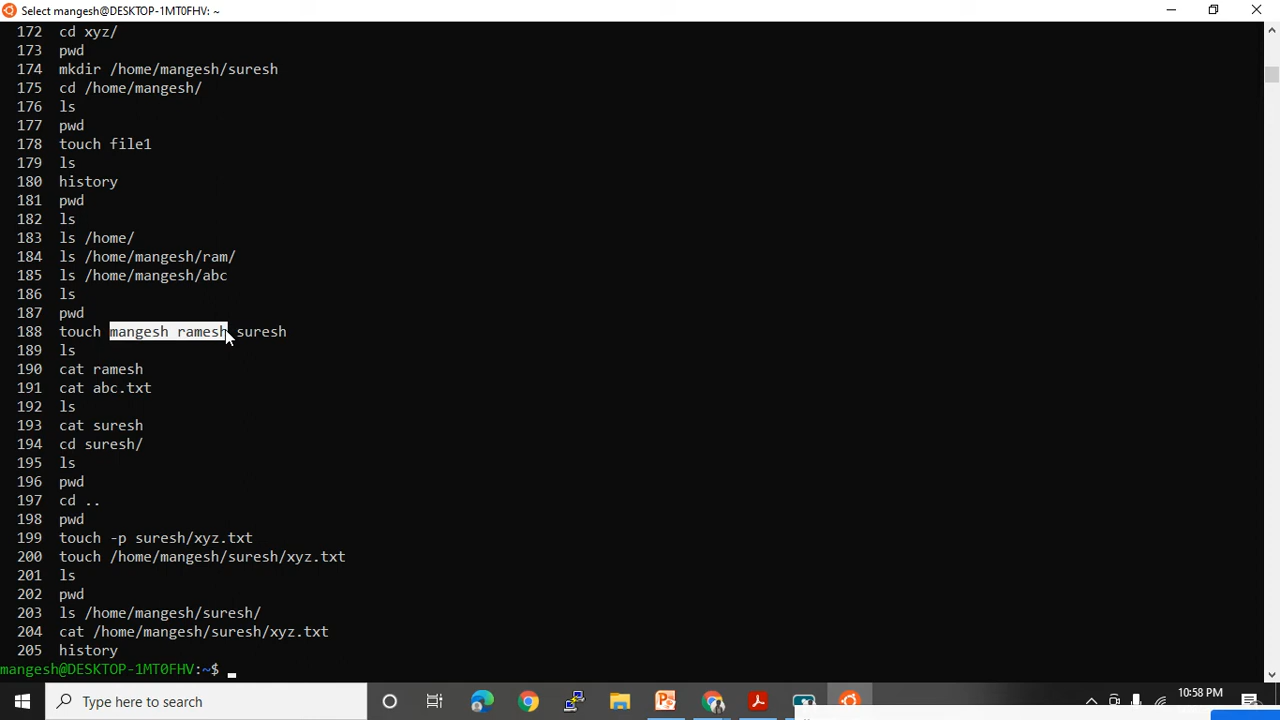 Select mangesh@DESKTOP-1MT0FHV: ~
172 cd xyz/
173 pwd
174 mkdir /home/mangesh/suresh
175 cd /home/mangesh/
176 ls
177 pwd
178 touch file1
179 ls
180 history
181 pwd
182 ls
183 ls /home/
184 ls /home/mangesh/ram/
185 ls /home/mangesh/abc
186 ls
187 pwd
188 touch mangesh ramesh suresh
189 ls
190 cat ramesh
191 cat abc.txt
192 ls
193 cat suresh
194 cd suresh/
195 ls
196 pwd
197 cd ..
198 pwd
199 touch -p suresh/xyz.txt
200 touch /home/mangesh/suresh/xyz.txt
201 ls
202 pwd
203 ls /home/mangesh/suresh/
204 cat /home/mangesh/suresh/xyz.txt
205 history
mangesh@DESKTOP-1MT0FHV:~$
Type here to search
10:58 PM